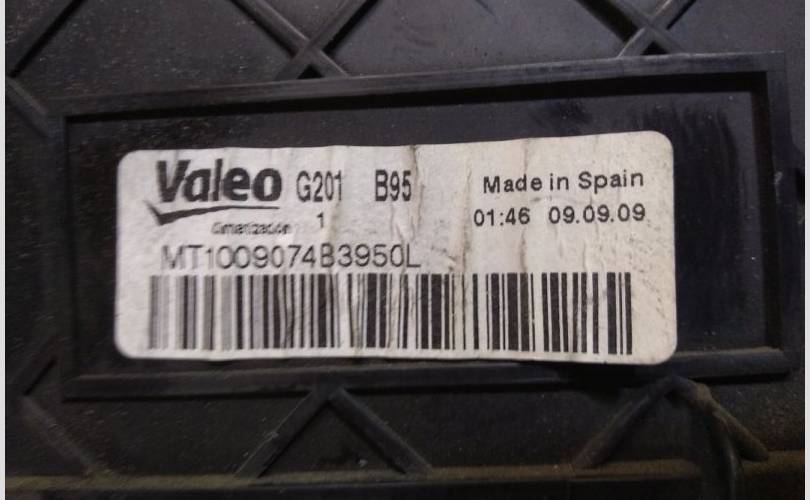 Valeo G201 B95 Made in Spain
climatización 1 01:46 09.09.09
MT1009074B3950L